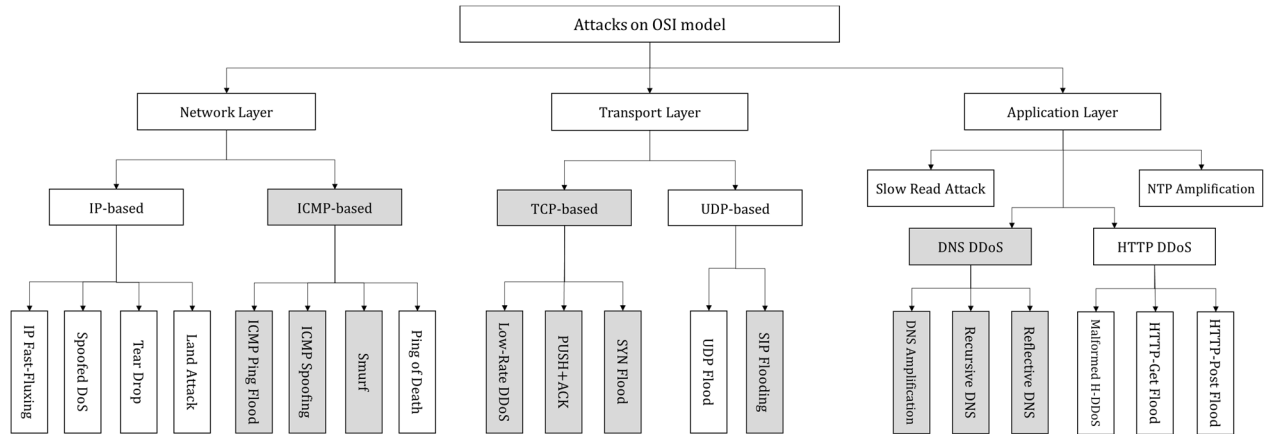 Attacks on OSI model
Network Layer
Transport Layer
Application Layer
Slow Read Attack
NTP Amplification
IP-based
ICMP-based
TCP-based
UDP-based
DNS DDoS
HTTP DDoS
IP Fast-Fluxing
Spoofed DoS
Tear Drop
Land Attack
ICMP Ping Flood
ICMP Spoofing
Smurf
Ping of Death
Low-Rate DDoS
PUSH+ACK
SYN Flood
UDP Flood
SIP Flooding
DNS Amplification
Recursive DNS
Reflective DNS
Malformed H-DDoS
HTTP-Get Flood
HTTP-Post Flood